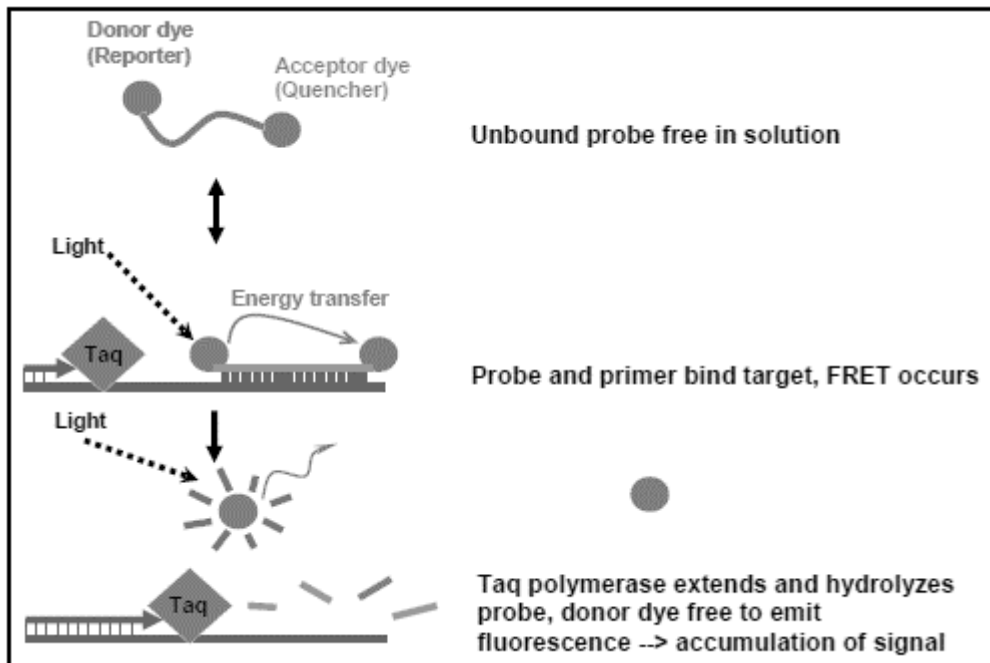 Donor dye
(Reporter)
Acceptor dye
(Quencher)
Unbound probe free in solution
Light
Energy transfer
Taq
Probe and primer bind target, FRET occurs
Light
Taq
Taq polymerase extends and hydrolyzes
probe, donor dye free to emit
fluorescence --> accumulation of signal